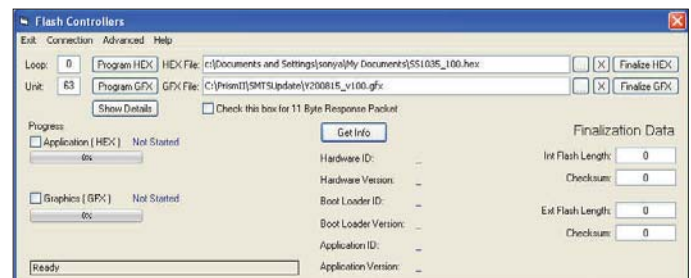 Flash Controllers
Exit Connection Advanced Help
Loop: 0 Program HEX HEX File: c:\Documents and Settings\sonya\My Documents\SS1035_100.hex X Finalize HEX
Unit: 63 Program GFX GFX File: C:\PrismII\SMTSUpdate\Y200815_v100.gfx X Finalize GFX
Show Details Check this box for 11 Byte Response Packet
Progress
Get Info Finalization Data
Application (HEX) Not Started
0%
Hardware ID: _ Int Flash Length: 0
Hardware Version: _ Checksum: 0
Graphics (GFX) Not Started
0%
Boot Loader ID: _ Ext Flash Length: 0
Boot Loader Version: _ Checksum: 0
Application ID: _
Ready Application Version: _